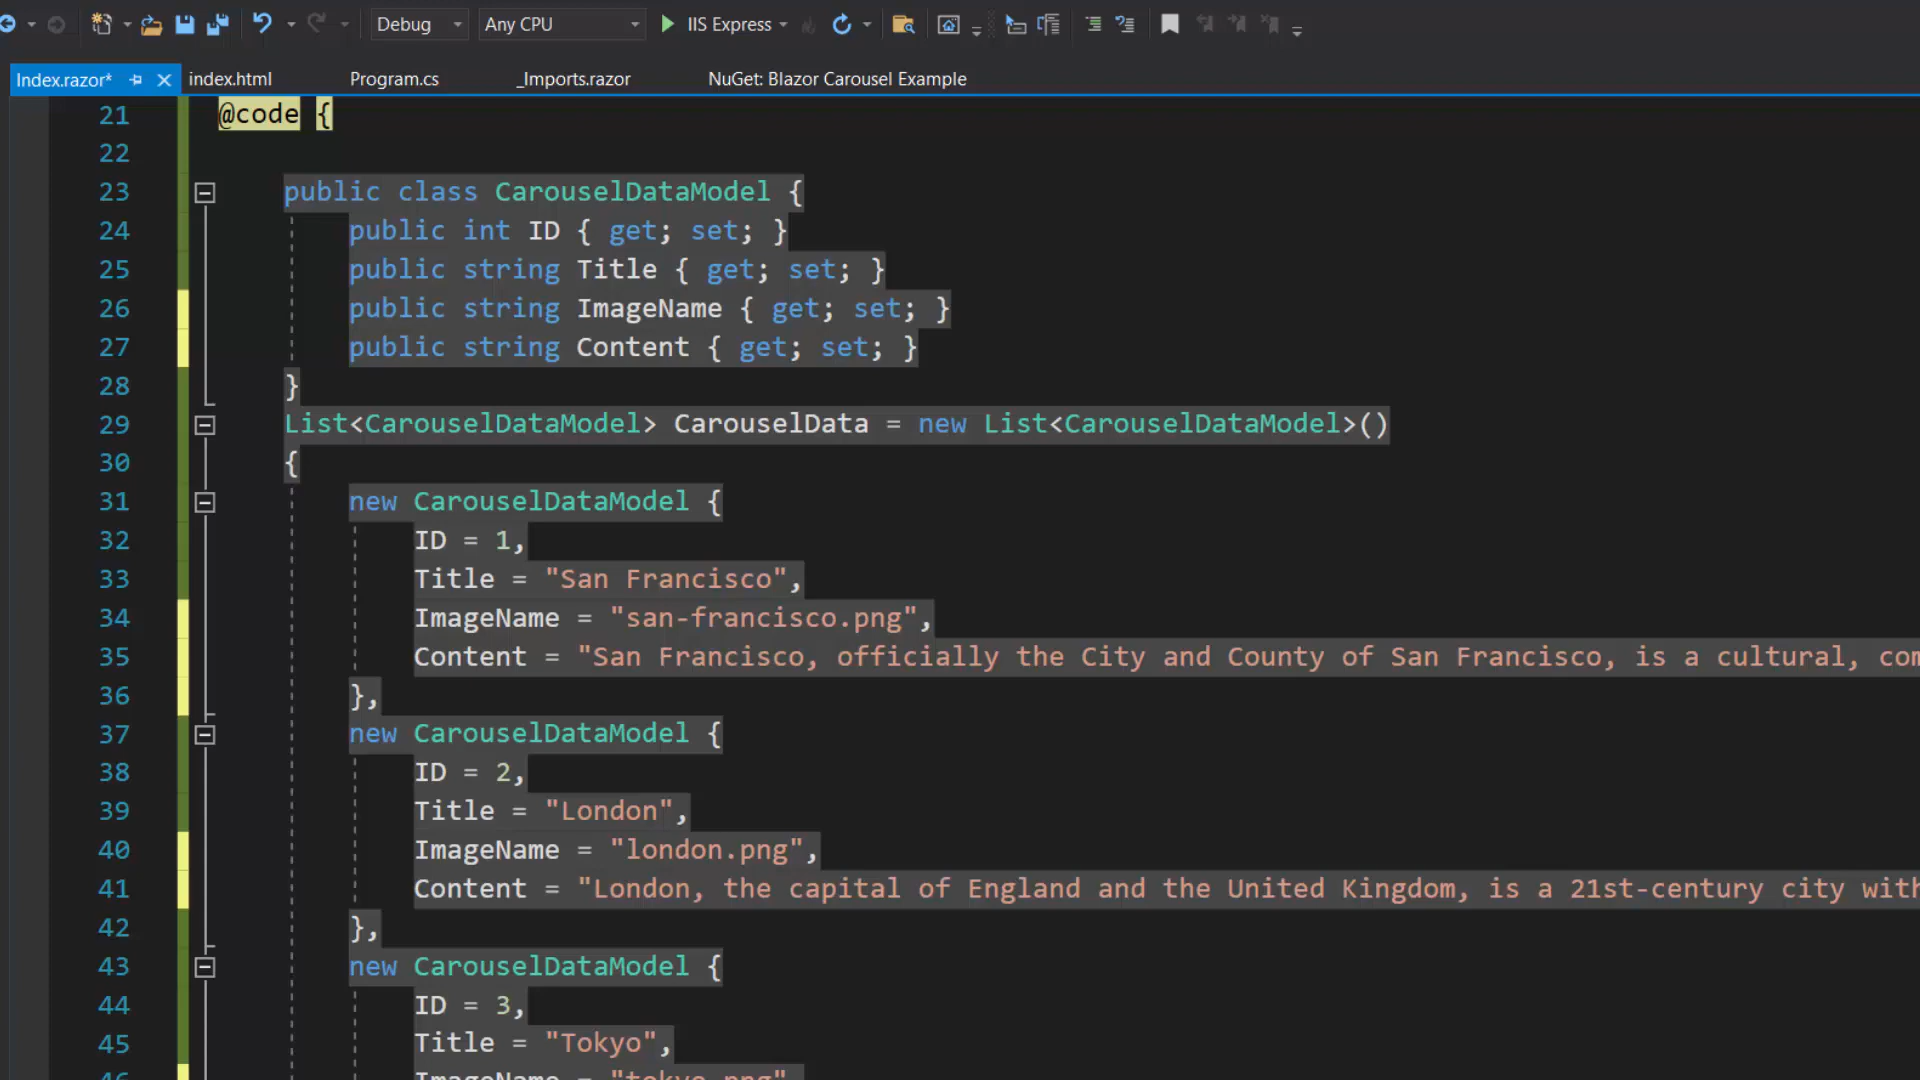 Debug Any CPU IIS Express
Index.razor* index.html Program.cs _Imports.razor NuGet: Blazor Carousel Example
21 @code {
22
23 public class CarouselDataModel {
24 public int ID { get; set; }
25 public string Title { get; set; }
26 public string ImageName { get; set; }
27 public string Content { get; set; }
28 }
29 List<CarouselDataModel> CarouselData = new List<CarouselDataModel>()
30 {
31 new CarouselDataModel {
32 ID = 1,
33 Title = "San Francisco",
34 ImageName = "san-francisco.png",
35 Content = "San Francisco, officially the City and County of San Francisco, is a cultural, com
36 },
37 new CarouselDataModel {
38 ID = 2,
39 Title = "London",
40 ImageName = "london.png",
41 Content = "London, the capital of England and the United Kingdom, is a 21st-century city with
42 },
43 new CarouselDataModel {
44 ID = 3,
45 Title = "Tokyo",
46 ImageName = "tokyo.png"